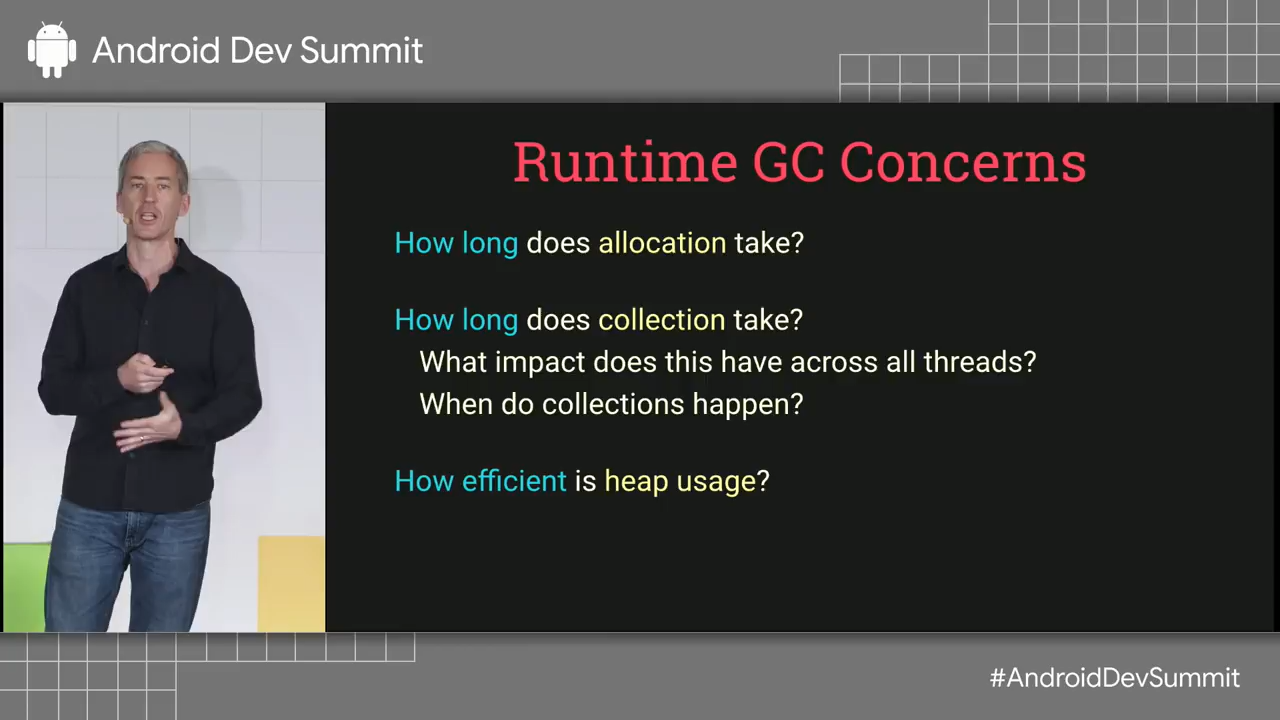 Android Dev Summit
Runtime GC Concerns
How long does allocation take?
How long does collection take?
What impact does this have across all threads?
When do collections happen?
How efficient is heap usage?
#AndroidDevSummit